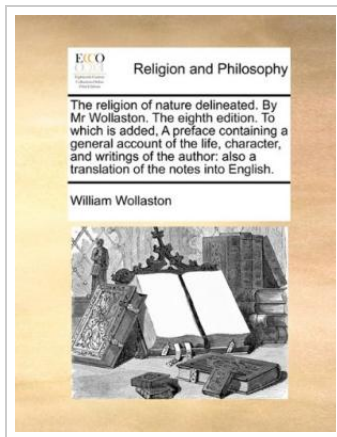 ECCO
Religion and Philosophy
The religion of nature delineated. By
Mr Wollaston. The eighth edition. To
which is added, A preface containing a
general account of the life, character,
and writings of the author: also a
translation of the notes into English.
William Wollaston